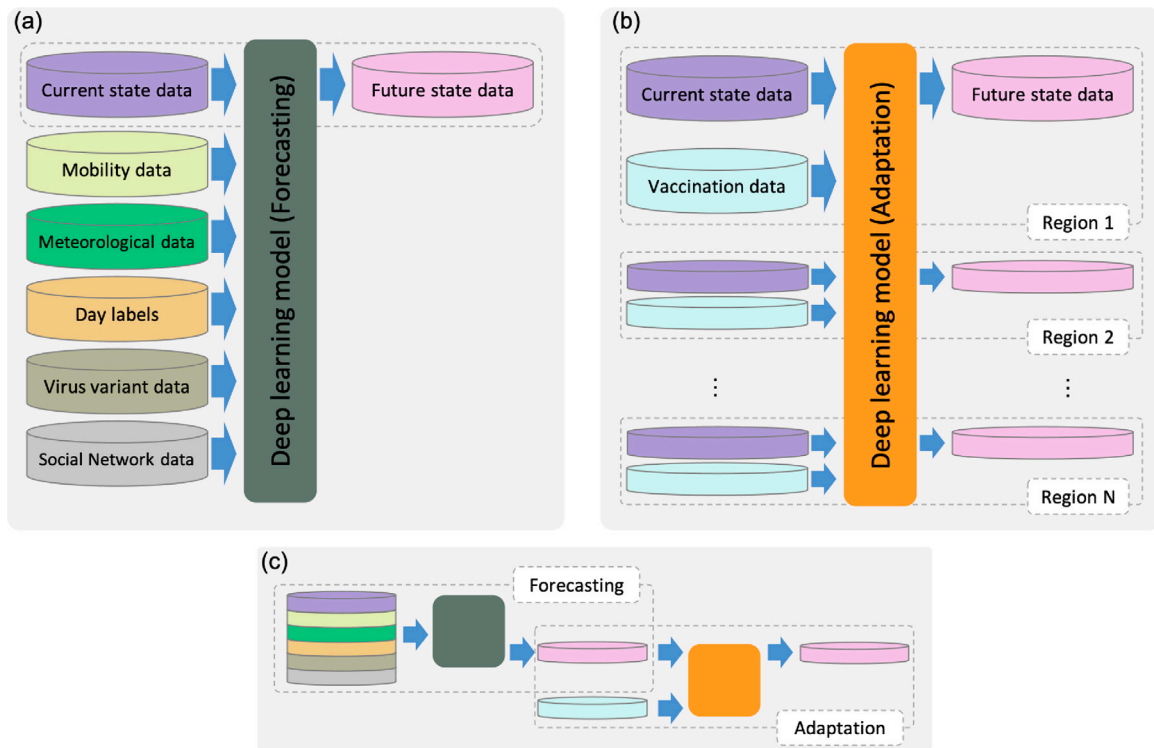 (a)
Current state data
Future state data
Mobility data
Meteorological data
Day labels
Virus variant data
Social Network data
Deep learning model (Forecasting)
(b)
Current state data
Future state data
Vaccination data
Deep learning model (Adaptation)
Region 1
Region 2
⋮
⋮
Region N
(c)
Forecasting
Adaptation